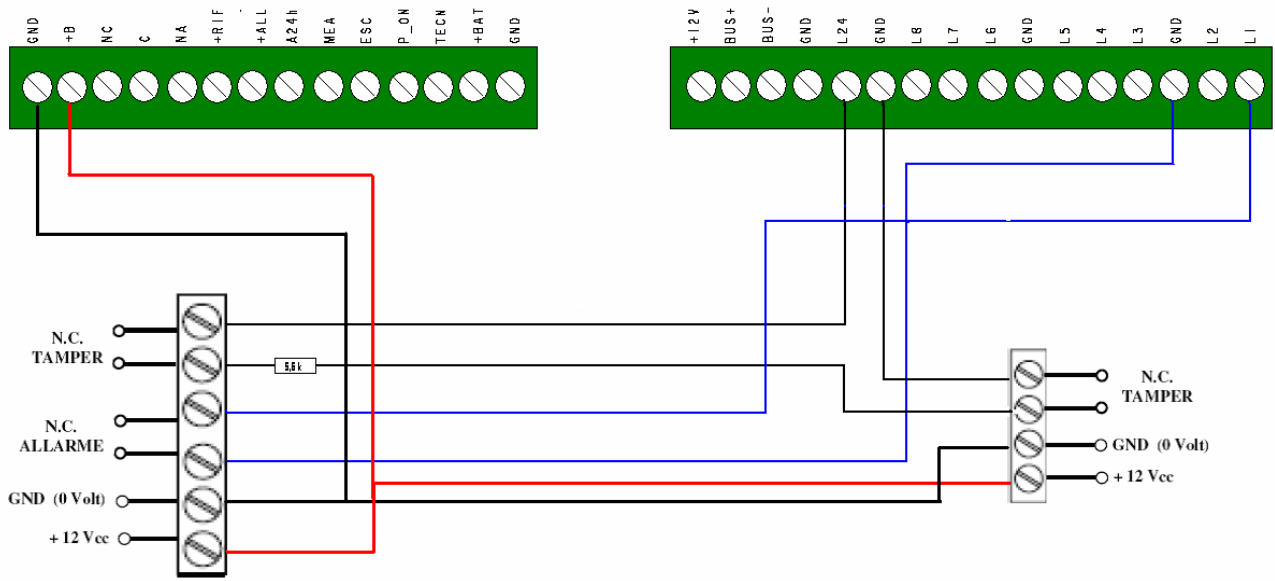 GND
+B
NC
C
NA
+RIF
+ALL
A24h
MEA
ESC
P_ON
TECN
+BAT
GND
+12V
BUS+
BUS-
GND
L24
GND
L8
L7
L6
GND
L5
L4
L3
GND
L2
L1
N.C.
TAMPER
5,6 k
N.C.
ALLARME
GND (0 Volt)
+ 12 Vcc
N.C.
TAMPER
GND (0 Volt)
+ 12 Vcc